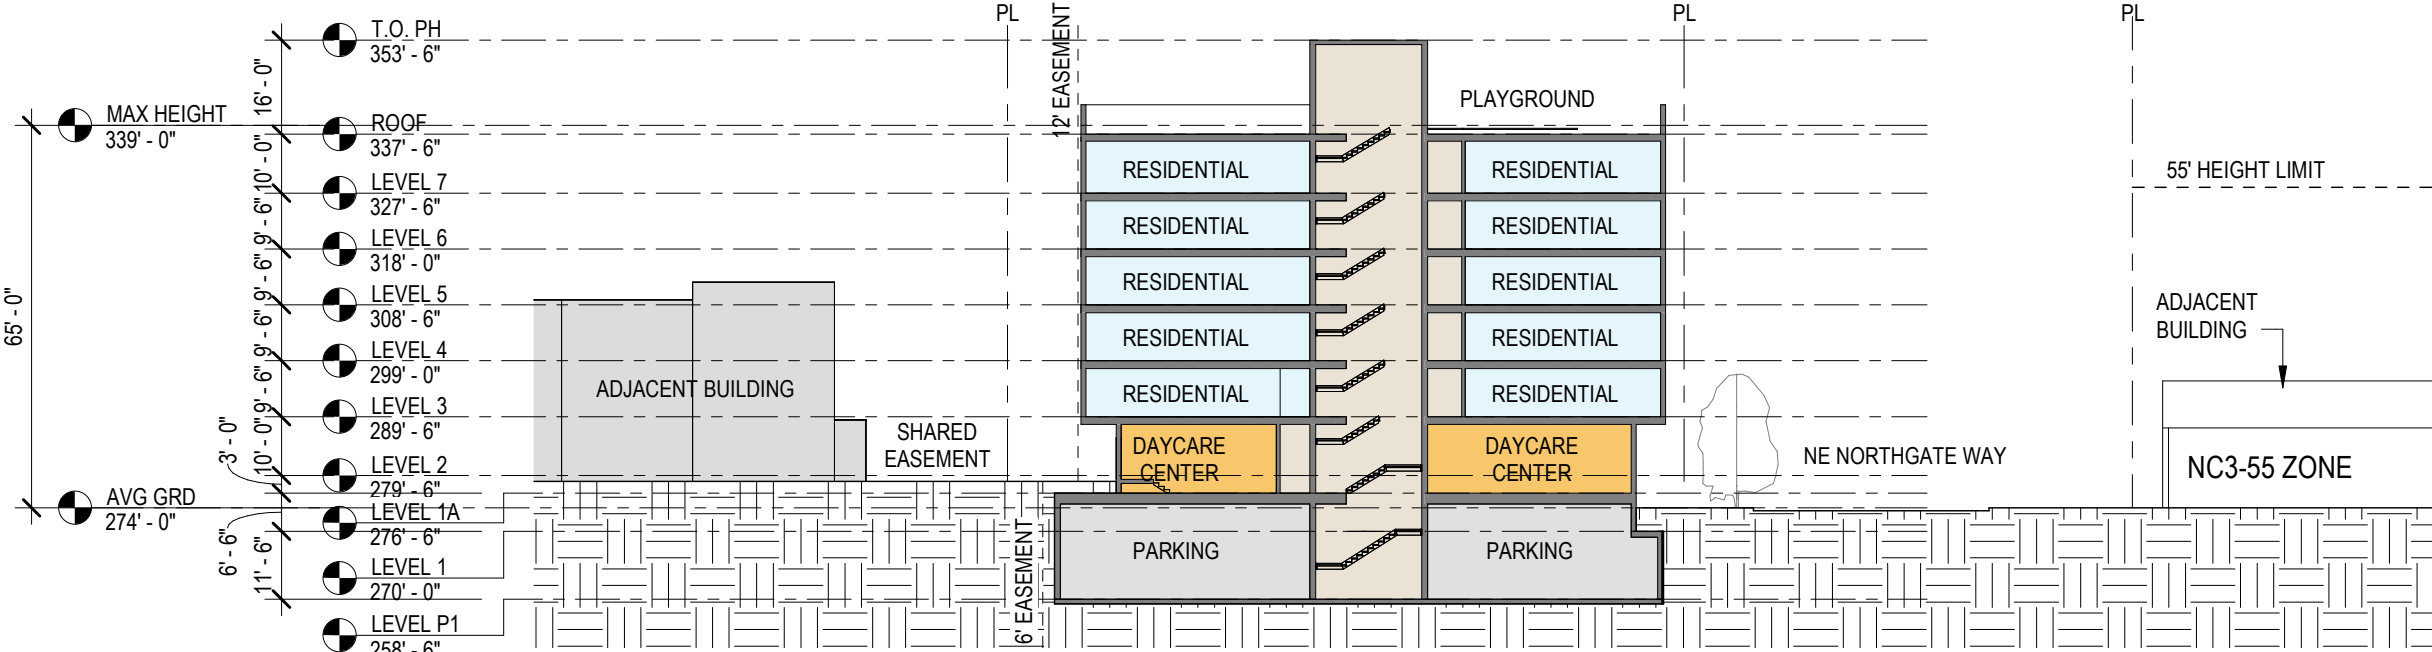 PL
PL
PL
T.O. PH
353' - 6"
12' EASEMENT
16' - 0"
PLAYGROUND
MAX HEIGHT
339' - 0"
ROOF
337' - 6"
10' - 0"
RESIDENTIAL
RESIDENTIAL
55' HEIGHT LIMIT
LEVEL 7
327' - 6"
9' - 6"
RESIDENTIAL
RESIDENTIAL
LEVEL 6
318' - 0"
9' - 6"
RESIDENTIAL
RESIDENTIAL
LEVEL 5
308' - 6"
9' - 6"
65' - 0"
RESIDENTIAL
RESIDENTIAL
ADJACENT
BUILDING
LEVEL 4
299' - 0"
9' - 6"
ADJACENT BUILDING
RESIDENTIAL
RESIDENTIAL
LEVEL 3
289' - 6"
10' - 0"
3' - 0"
SHARED
EASEMENT
DAYCARE
CENTER
DAYCARE
CENTER
NE NORTHGATE WAY
NC3-55 ZONE
LEVEL 2
279' - 6"
AVG GRD
274' - 0"
LEVEL 1A
276' - 6"
6' - 6"
11' - 6"
6' EASEMENT
PARKING
PARKING
LEVEL 1
270' - 0"
LEVEL P1
258' - 6"